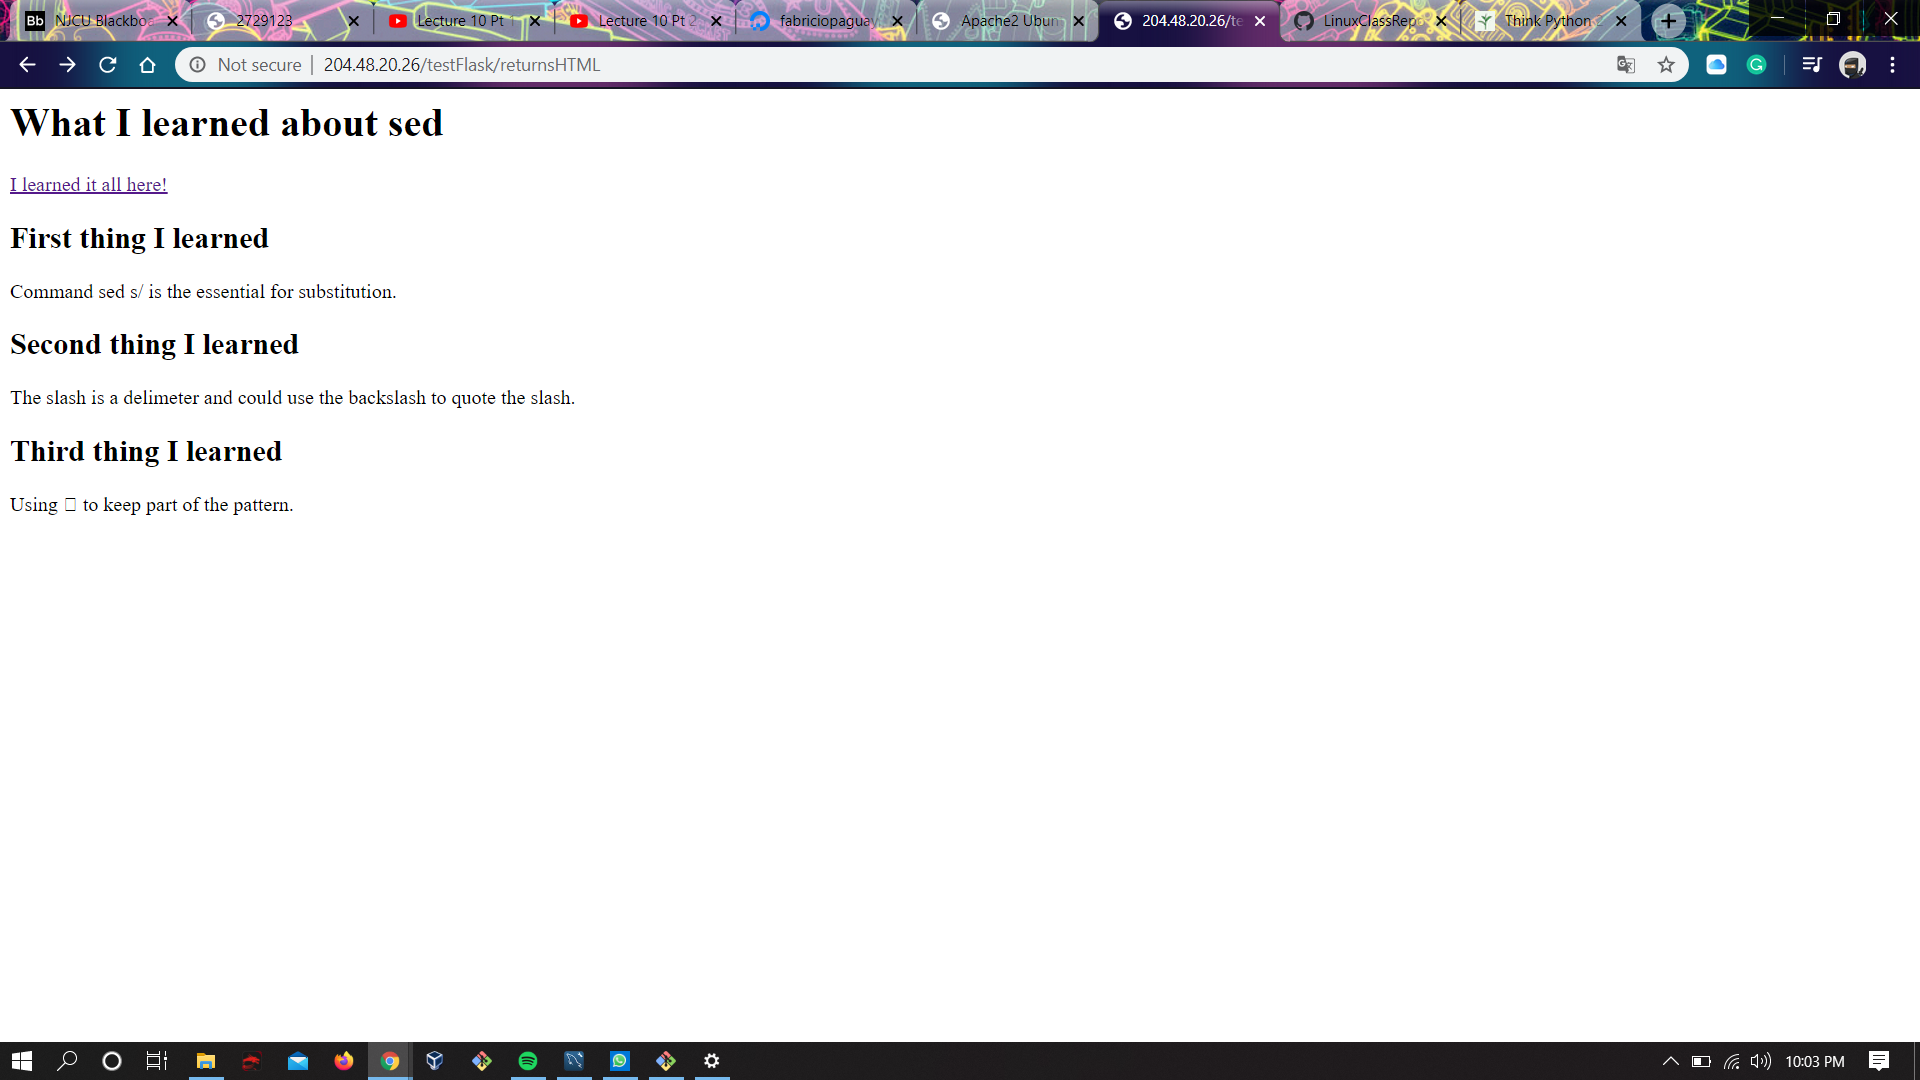 NJCU Blackboa
2729123
Lecture 10 Pt 1
Lecture 10 Pt 2
fabriciopaguay
Apache2 Ubun
204.48.20.26/te
LinuxClassRepo
Think Python 2
Not secure | 204.48.20.26/testFlask/returnsHTML
What I learned about sed
I learned it all here!
First thing I learned
Command sed s/ is the essential for substitution.
Second thing I learned
The slash is a delimeter and could use the backslash to quote the slash.
Third thing I learned
Using □ to keep part of the pattern.
10:03 PM